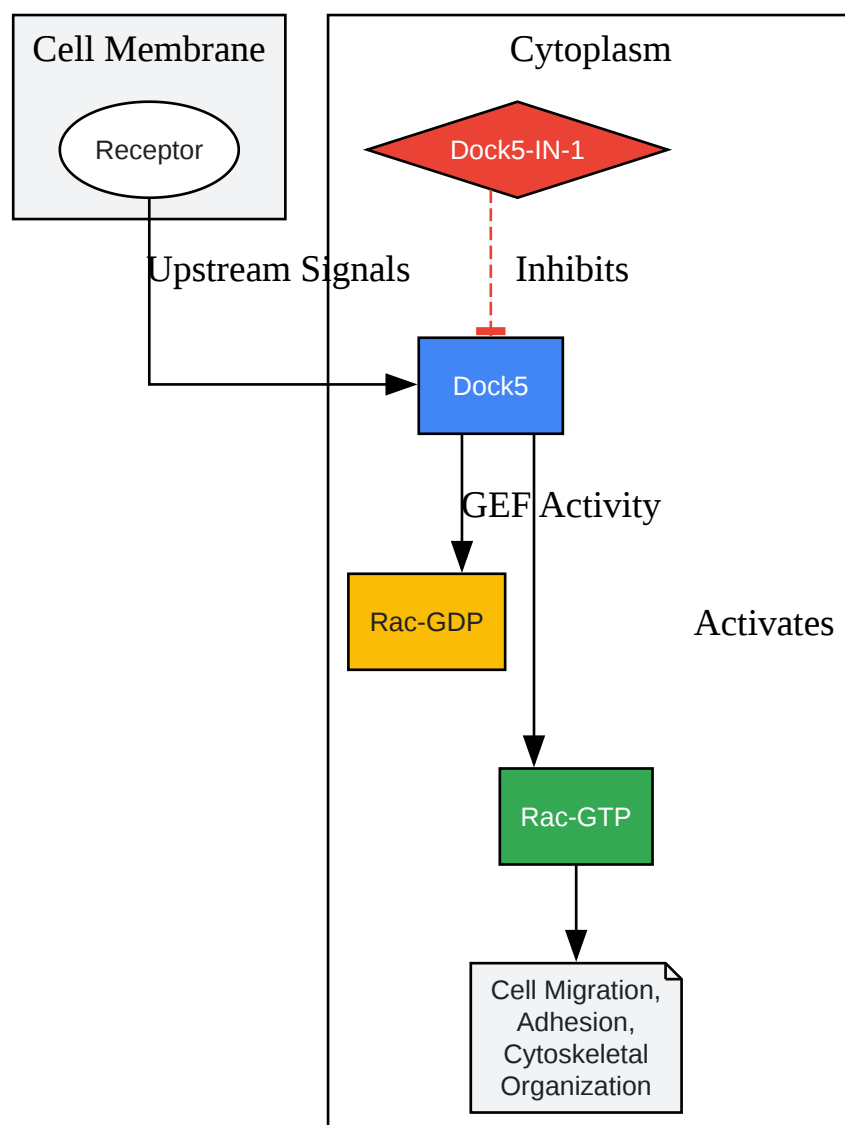 Cell Membrane
Cytoplasm
Receptor
Dock5-IN-1
Upstream Signals
Inhibits
Dock5
GEF Activity
Rac-GDP
Activates
Rac-GTP
Cell Migration,
Adhesion,
Cytoskeletal
Organization